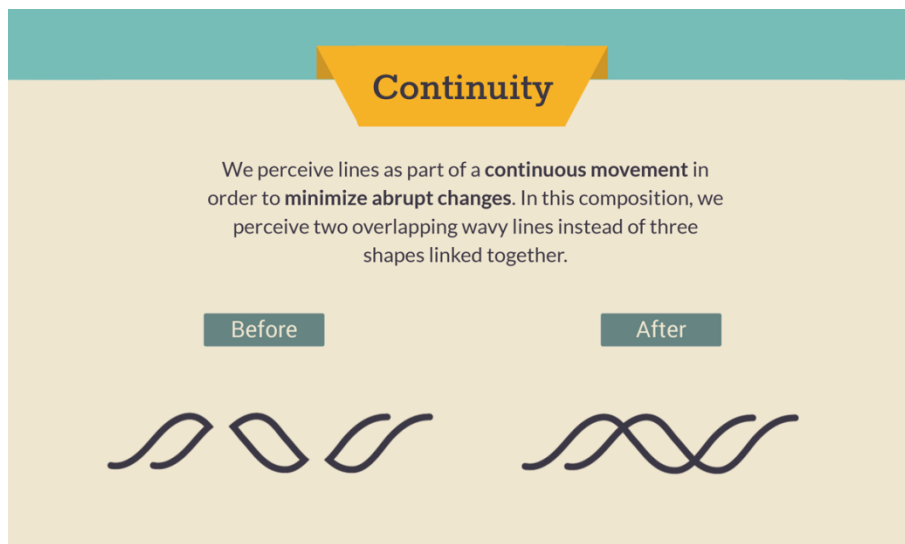 Continuity
We perceive lines as part of a continuous movement in
order to minimize abrupt changes. In this composition, we
perceive two overlapping wavy lines instead of three
shapes linked together.
Before
After